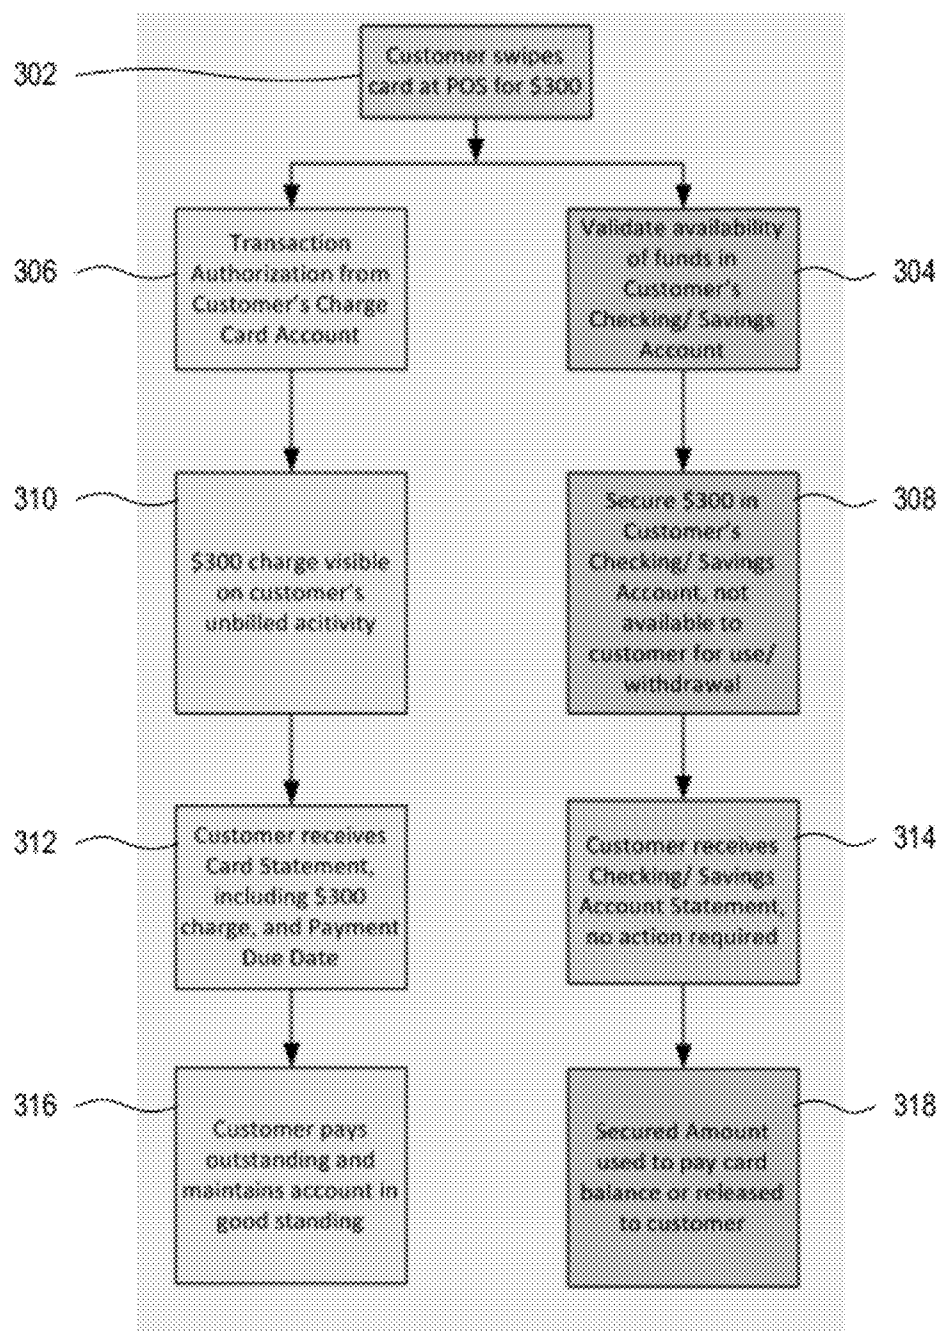 302
Customer swipes
card at POS for $300
306
Transaction
Authorization from
Customer's Charge
Card Account
Validate availability
of funds in
Customer's
Checking/ Savings
Account
304
310
$300 charge visible
on customer's
unbilled acitivity
Secure $300 in
Customer's
Checking/ Savings
Account, not
available to
customer for use/
withdrawal
308
312
Customer receives
Card Statement,
including $300
charge, and Payment
Due Date
Customer receives
Checking/ Savings
Account Statement,
no action required
314
316
Customer pays
outstanding and
maintains account in
good standing
Secured Amount
used to pay card
balance or released
to customer
318